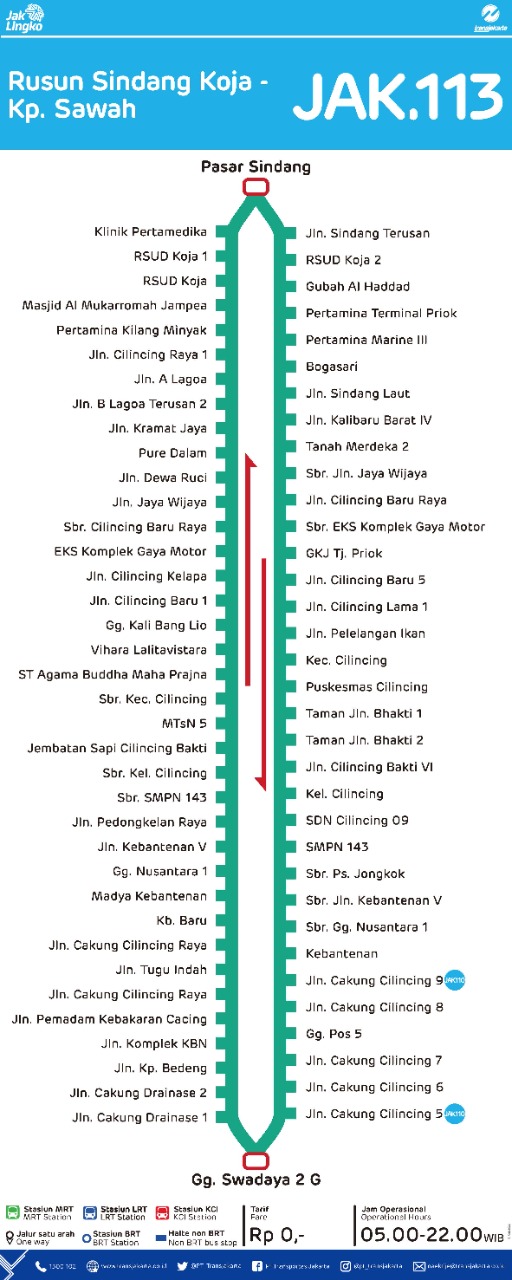 Jak
Lingko
transjakarta
Rusun Sindang Koja -
Kp. Sawah
JAK.113
Pasar Sindang
Klinik Pertamedika
RSUD Koja 1
RSUD Koja
Masjid Al Mukarromah Jampea
Pertamina Kilang Minyak
Jln. Cilincing Raya 1
Jln. A Lagoa
Jln. B Lagoa Terusan 2
Jln. Kramat Jaya
Pure Dalam
Jln. Dewa Ruci
Jln. Jaya Wijaya
Sbr. Cilincing Baru Raya
EKS Komplek Gaya Motor
Jln. Cilincing Kelapa
Jln. Cilincing Baru 1
Gg. Kali Bang Lio
Vihara Lalitavistara
ST Agama Buddha Maha Prajna
Sbr. Kec. Cilincing
MTsN 5
Jembatan Sapi Cilincing Bakti
Sbr. Kel. Cilincing
Sbr. SMPN 143
Jln. Pedongkelan Raya
Jln. Kebantenan V
Gg. Nusantara 1
Madya Kebantenan
Kb. Baru
Jln. Cakung Cilincing Raya
Jln. Tugu Indah
Jln. Cakung Cilincing Raya
Jln. Pemadam Kebakaran Cacing
Jln. Komplek KBN
Jln. Kp. Bedeng
Jln. Cakung Drainase 2
Jln. Cakung Drainase 1
Jln. Sindang Terusan
RSUD Koja 2
Gubah Al Haddad
Pertamina Terminal Priok
Pertamina Marine III
Bogasari
Jln. Sindang Laut
Jln. Kalibaru Barat IV
Tanah Merdeka 2
Sbr. Jln. Jaya Wijaya
Jln. Cilincing Baru Raya
Sbr. EKS Komplek Gaya Motor
GKJ Tj. Priok
Jln. Cilincing Baru 5
Jln. Cilincing Lama 1
Jln. Pelelangan Ikan
Kec. Cilincing
Puskesmas Cilincing
Taman Jln. Bhakti 1
Taman Jln. Bhakti 2
Jln. Cilincing Bakti VI
Kel. Cilincing
SDN Cilincing 09
SMPN 143
Sbr. Ps. Jongkok
Sbr. Jln. Kebantenan V
Sbr. Gg. Nusantara 1
Kebantenan
Jln. Cakung Cilincing 9 JAK110
Jln. Cakung Cilincing 8
Gg. Pos 5
Jln. Cakung Cilincing 7
Jln. Cakung Cilincing 6
Jln. Cakung Cilincing 5 JAK110
Gg. Swadaya 2 G
Stasiun MRT
MRT Station
Stasiun LRT
LRT Station
Stasiun KCI
KCI Station
Jalur satu arah
One way
Stasiun BRT
BRT Station
Halte non BRT
Non BRT bus stop
Tarif
Fare
Rp 0,-
Jam Operasional
Operational Hours
05.00-22.00 WIB
1500 102
www.transjakarta.co.id
@PT_TransJakarta
PT Transportasi Jakarta
@pt_transjakarta